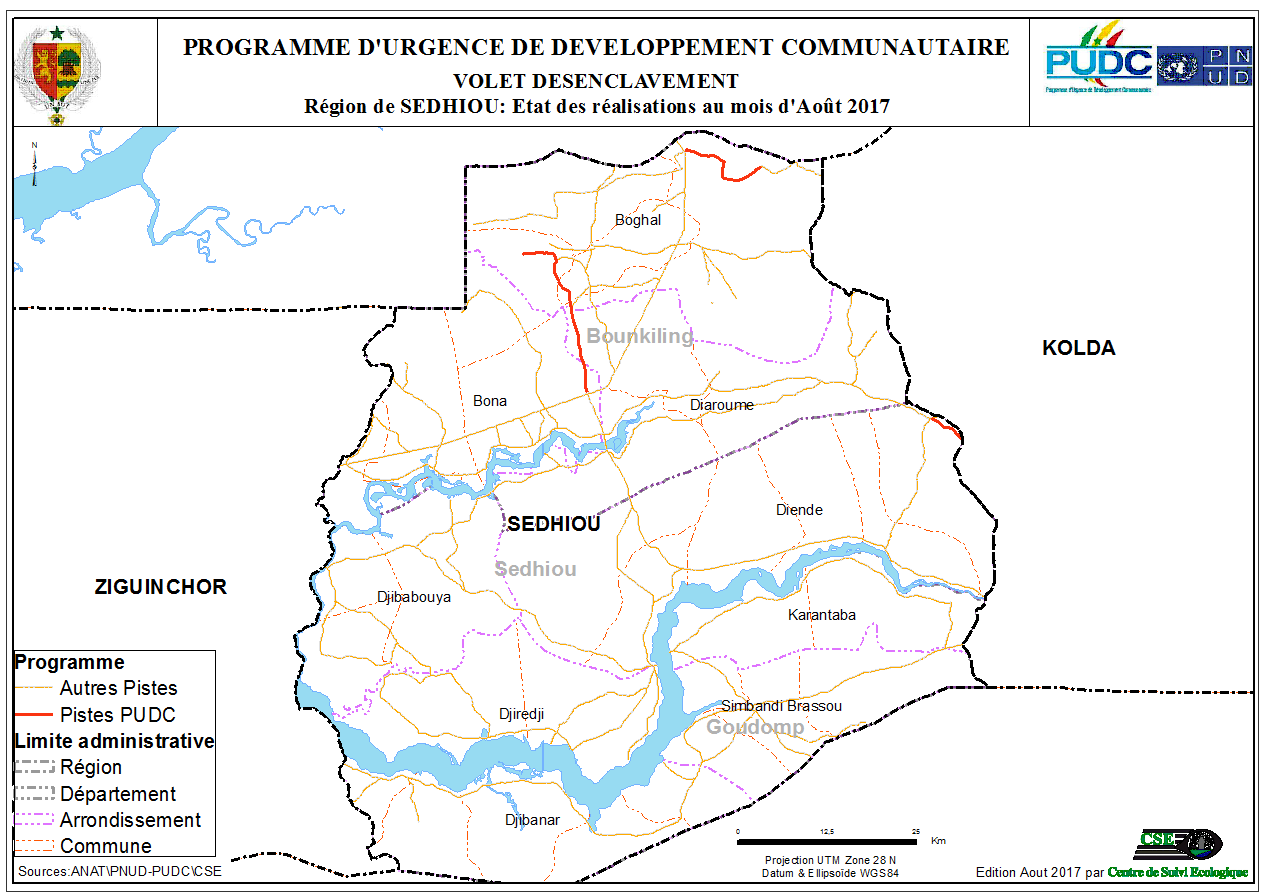 PROGRAMME D'URGENCE DE DEVELOPPEMENT COMMUNAUTAIRE
VOLET DESENCLAVEMENT
Région de SEDHIOU: Etat des réalisations au mois d'Août 2017
PUDC
Programme d'Urgence de Développement Communautaire
P N
U D
N
Boghal
Bounkiling
KOLDA
Bona
Diaroume
Diende
SEDHIOU
Sedhiou
ZIGUINCHOR
Djibabouya
Karantaba
Simbandi Brassou
Djiredji
Goudomp
Djibanar
Programme
Autres Pistes
Pistes PUDC
Limite administrative
Région
Département
Arrondissement
Commune
Sources:ANAT\PNUD-PUDC\CSE
0 12,5 25
Km
Projection UTM Zone 28 N
Datum & Ellipsoïde WGS84
CSE
Edition Aout 2017 par Centre de Suivi Ecologique